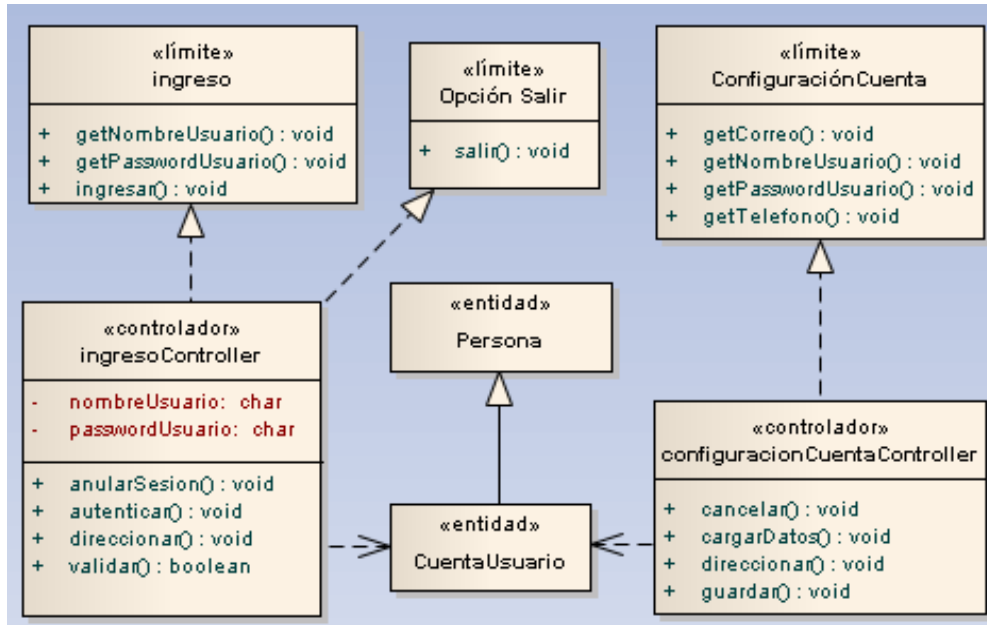 «límite»
ingreso
+ getNombreUsuario() : void
+ getPasswordUsuario() : void
+ ingresar() : void
«límite»
Opción Salir
+ salir() : void
«límite»
ConfiguraciónCuenta
+ getCorreo() : void
+ getNombreUsuario() : void
+ getPasswordUsuario() : void
+ getTelefono() : void
«controlador»
ingresoController
- nombreUsuario: char
- passwordUsuario: char
+ anularSesion() : void
+ autenticar() : void
+ direccionar() : void
+ validar() : boolean
«entidad»
Persona
«entidad»
CuentaUsuario
«controlador»
configuracionCuentaController
+ cancelar() : void
+ cargarDatos() : void
+ direccionar() : void
+ guardar() : void